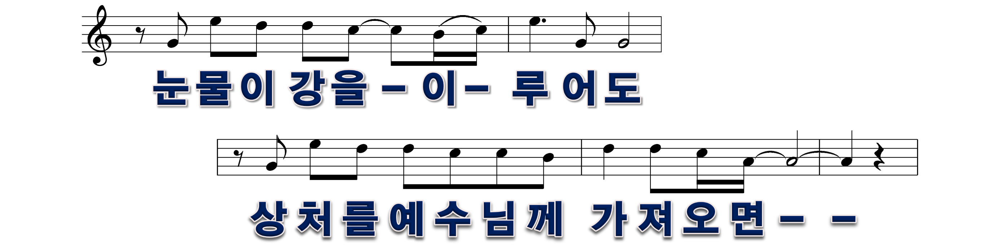 눈물이 강을 - 이 - 루 어도
상 처 를 예 수 님 께 가 져 오 면 - -